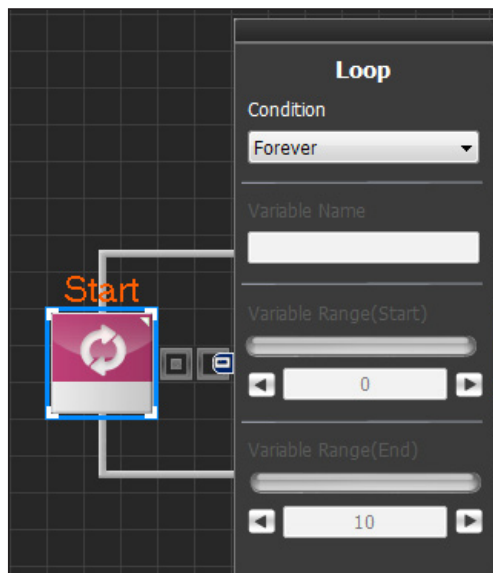 Loop
Condition
Forever
Variable Name
Start
Variable Range(Start)
0
Variable Range(End)
10